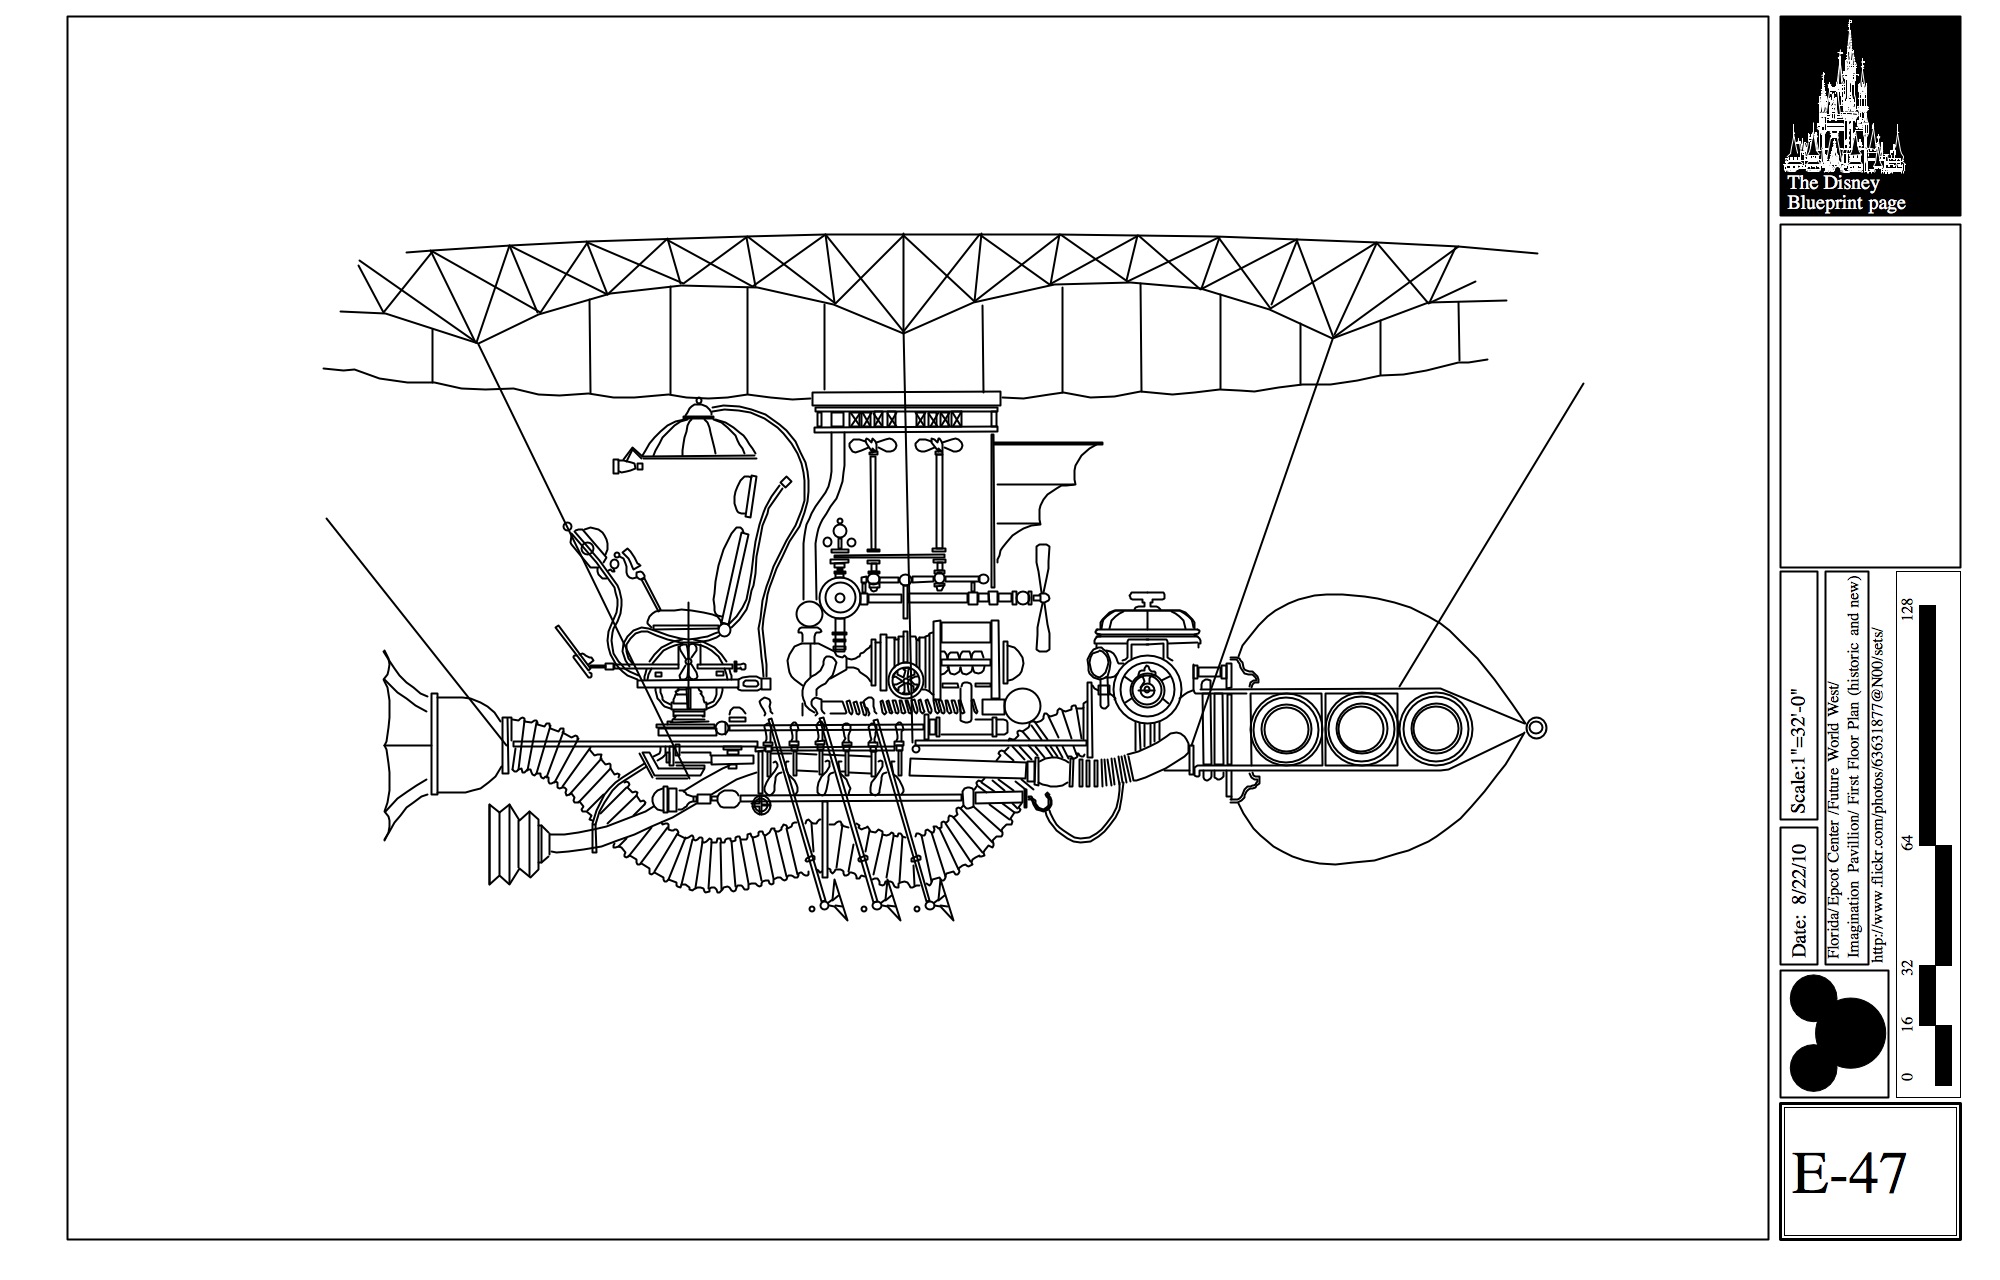 The Disney
Blueprint page
Scale:1"=32'-0"
Date: 8/22/10
Florida/ Epcot Center /Future World West/
Imagination Pavillion/ First Floor Plan (historic and new)
http://www.flickr.com/photos/63631877@N00/sets/
128
64
32
16
0
E-47